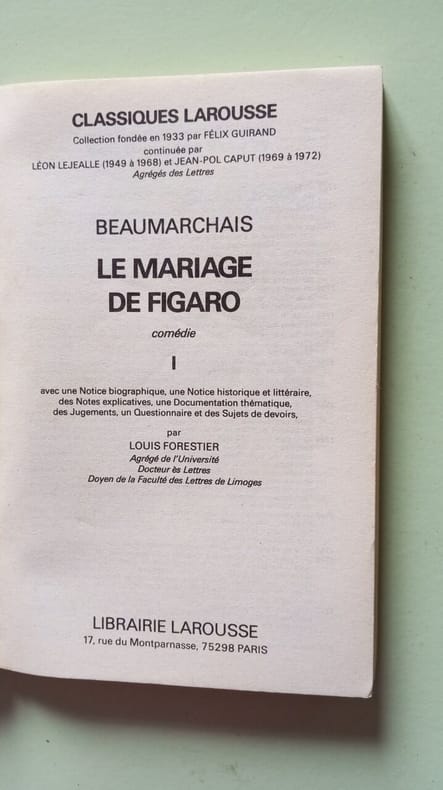 CLASSIQUES LAROUSSE
Collection fondée en 1933 par FÉLIX GUIRAND
continuée par
LÉON LEJEALLE (1949 à 1968) et JEAN-POL CAPUT (1969 à 1972)
Agrégés des Lettres
BEAUMARCHAIS
LE MARIAGE
DE FIGARO
comédie
I
avec une Notice biographique, une Notice historique et littéraire,
des Notes explicatives, une Documentation thématique,
des Jugements, un Questionnaire et des Sujets de devoirs,
par
LOUIS FORESTIER
Agrégé de l'Université
Docteur ès Lettres
Doyen de la Faculté des Lettres de Limoges
LIBRAIRIE LAROUSSE
17, rue du Montparnasse, 75298 PARIS